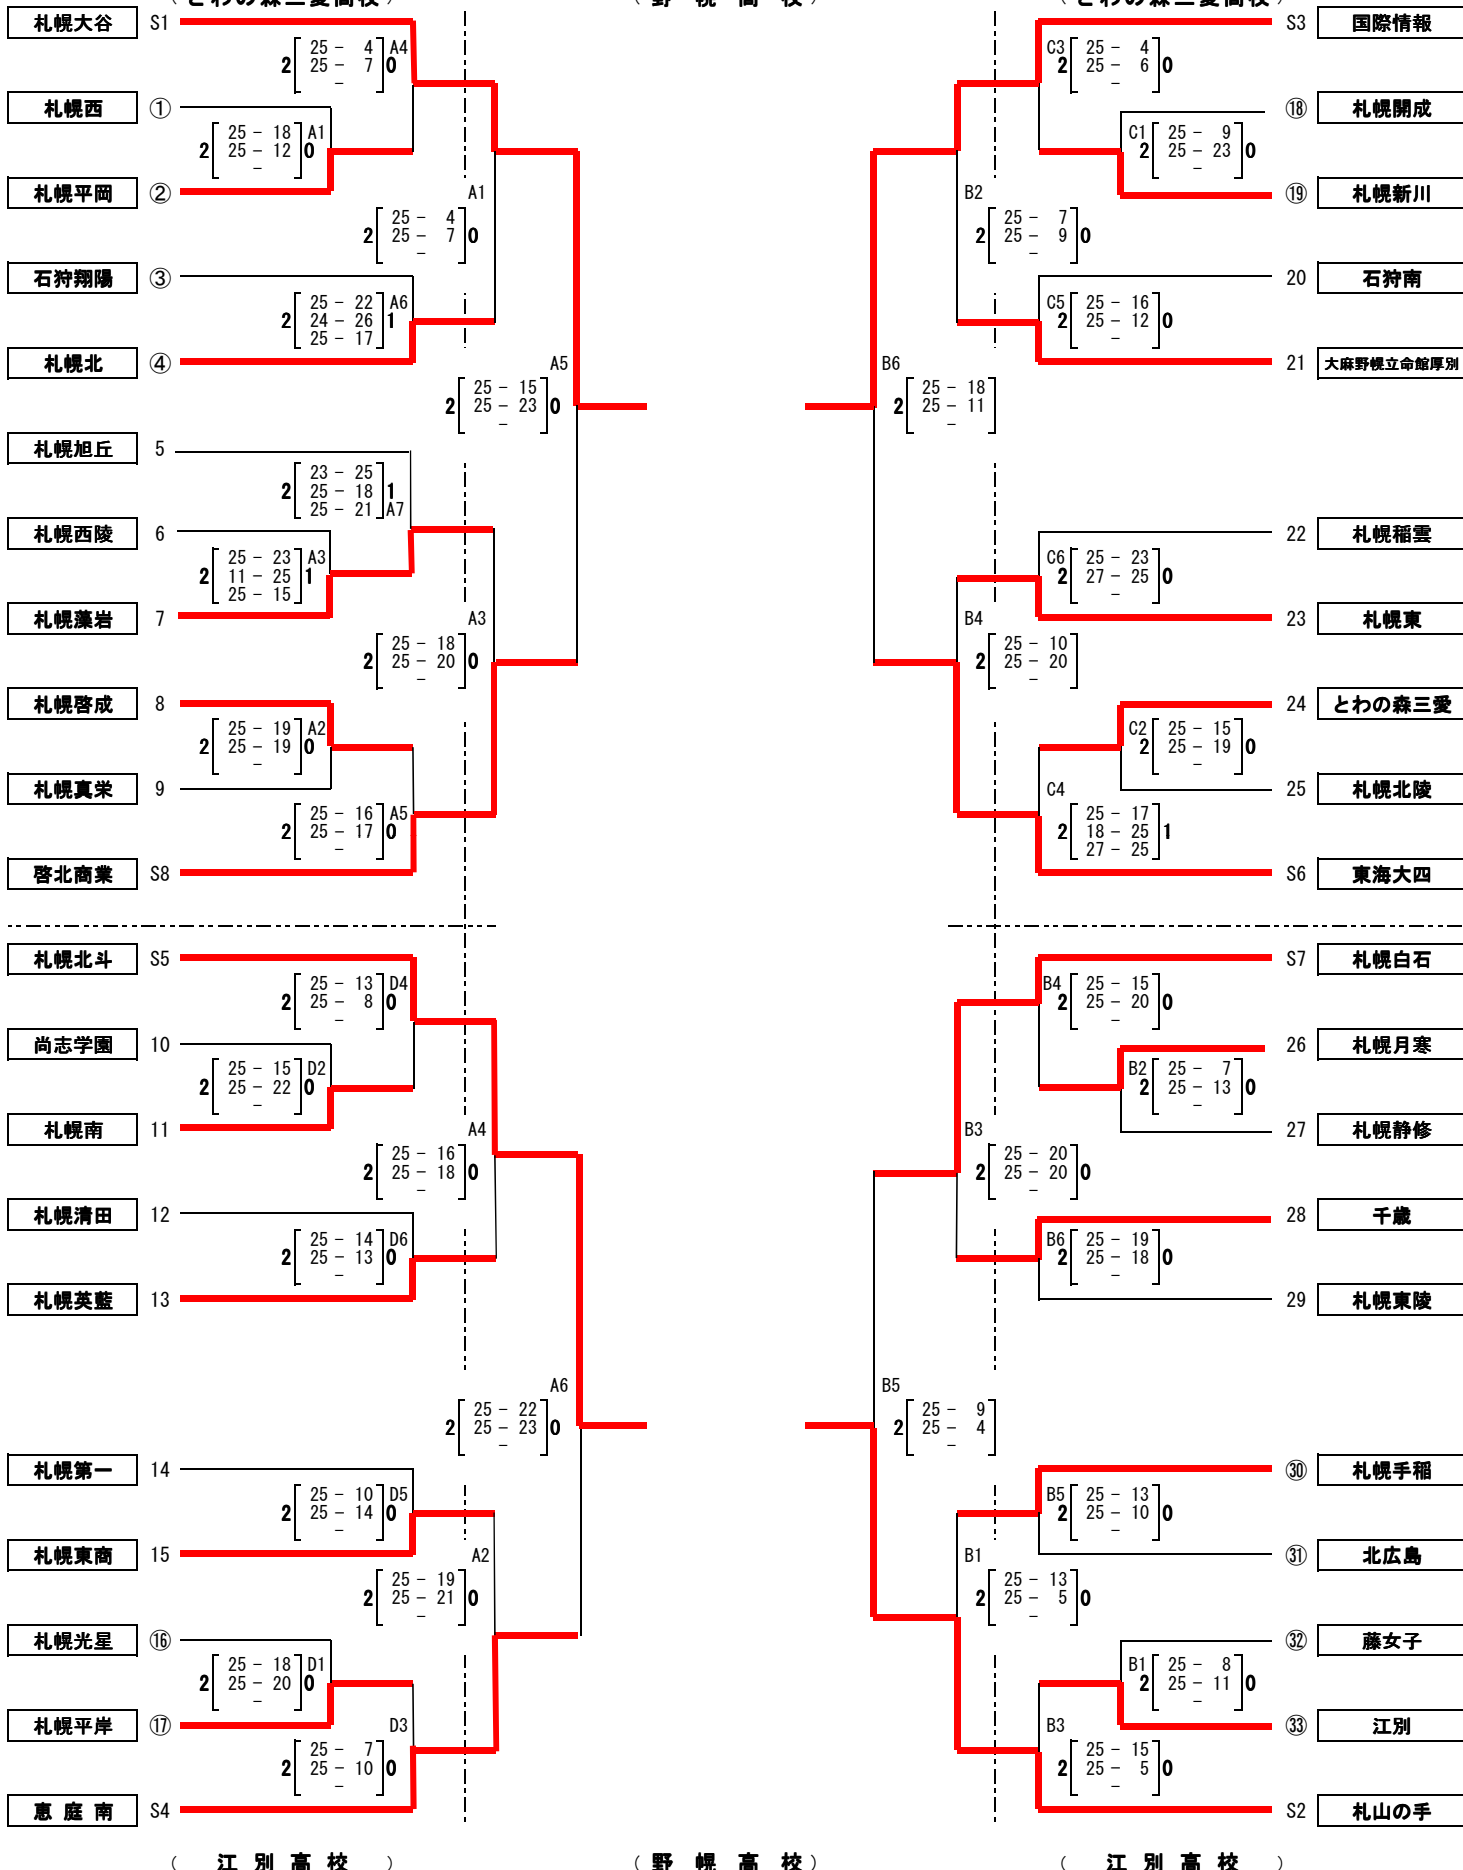 （とわの森三愛高校）
（野　幌　高　校）
（とわの森三愛高校）
札幌大谷 S1
2 25 - 4 A4
25 - 7 0
-
札幌西 ①
2 25 - 18 A1
25 - 12 0
-
札幌平岡 ②
A1
2 25 - 4
25 - 7 0
-
石狩翔陽 ③
2 25 - 22 A6
24 - 26 1
25 - 17
札幌北 ④
A5
2 25 - 15
25 - 23 0
-
札幌旭丘 5
2 23 - 25
25 - 18 1
25 - 21 A7
札幌西陵 6
2 25 - 23 A3
11 - 25 1
25 - 15
札幌藻岩 7
A3
2 25 - 18
25 - 20 0
-
札幌啓成 8
2 25 - 19 A2
25 - 19 0
-
札幌真栄 9
2 25 - 16 A5
25 - 17 0
-
啓北商業 S8
札幌北斗 S5
2 25 - 13 D4
25 - 8 0
-
尚志学園 10
2 25 - 15 D2
25 - 22 0
-
札幌南 11
A4
2 25 - 16
25 - 18 0
-
札幌清田 12
2 25 - 14 D6
25 - 13 0
-
札幌英藍 13
A6
2 25 - 22
25 - 23 0
-
札幌第一 14
2 25 - 10 D5
25 - 14 0
-
札幌東商 15
A2
2 25 - 19
25 - 21 0
-
札幌光星 ⑯
2 25 - 18 D1
25 - 20 0
-
札幌平岸 ⑰
D3
2 25 - 7
25 - 10 0
-
恵庭南 S4
S3 国際情報
C3 25 - 4
2 25 - 6 0
-
⑱ 札幌開成
C1 25 - 9
2 25 - 23 0
-
⑲ 札幌新川
B2
2 25 - 7
25 - 9 0
-
20 石狩南
C5 25 - 16
2 25 - 12 0
-
21 大麻野幌立命館厚別
B6
2 25 - 18
25 - 11
-
22 札幌稲雲
C6 25 - 23
2 27 - 25 0
-
23 札幌東
B4
2 25 - 10
25 - 20
-
24 とわの森三愛
C2 25 - 15
2 25 - 19 0
-
25 札幌北陵
C4
2 25 - 17
18 - 25 1
27 - 25
S6 東海大四
S7 札幌白石
B4 25 - 15
2 25 - 20 0
-
26 札幌月寒
B2 25 - 7
2 25 - 13 0
-
27 札幌静修
B3
2 25 - 20
25 - 20 0
-
28 千歳
B6 25 - 19
2 25 - 18 0
-
29 札幌東陵
B5
2 25 - 9
25 - 4
-
㉚ 札幌手稲
B5 25 - 13
2 25 - 10 0
-
㉛ 北広島
B1
2 25 - 13
25 - 5 0
-
㉜ 藤女子
B1 25 - 8
2 25 - 11 0
-
㉝ 江別
B3
2 25 - 15
25 - 5 0
-
S2 札山の手
（　江　別　高　校　）
（野　幌　高　校）
（　江　別　高　校　）